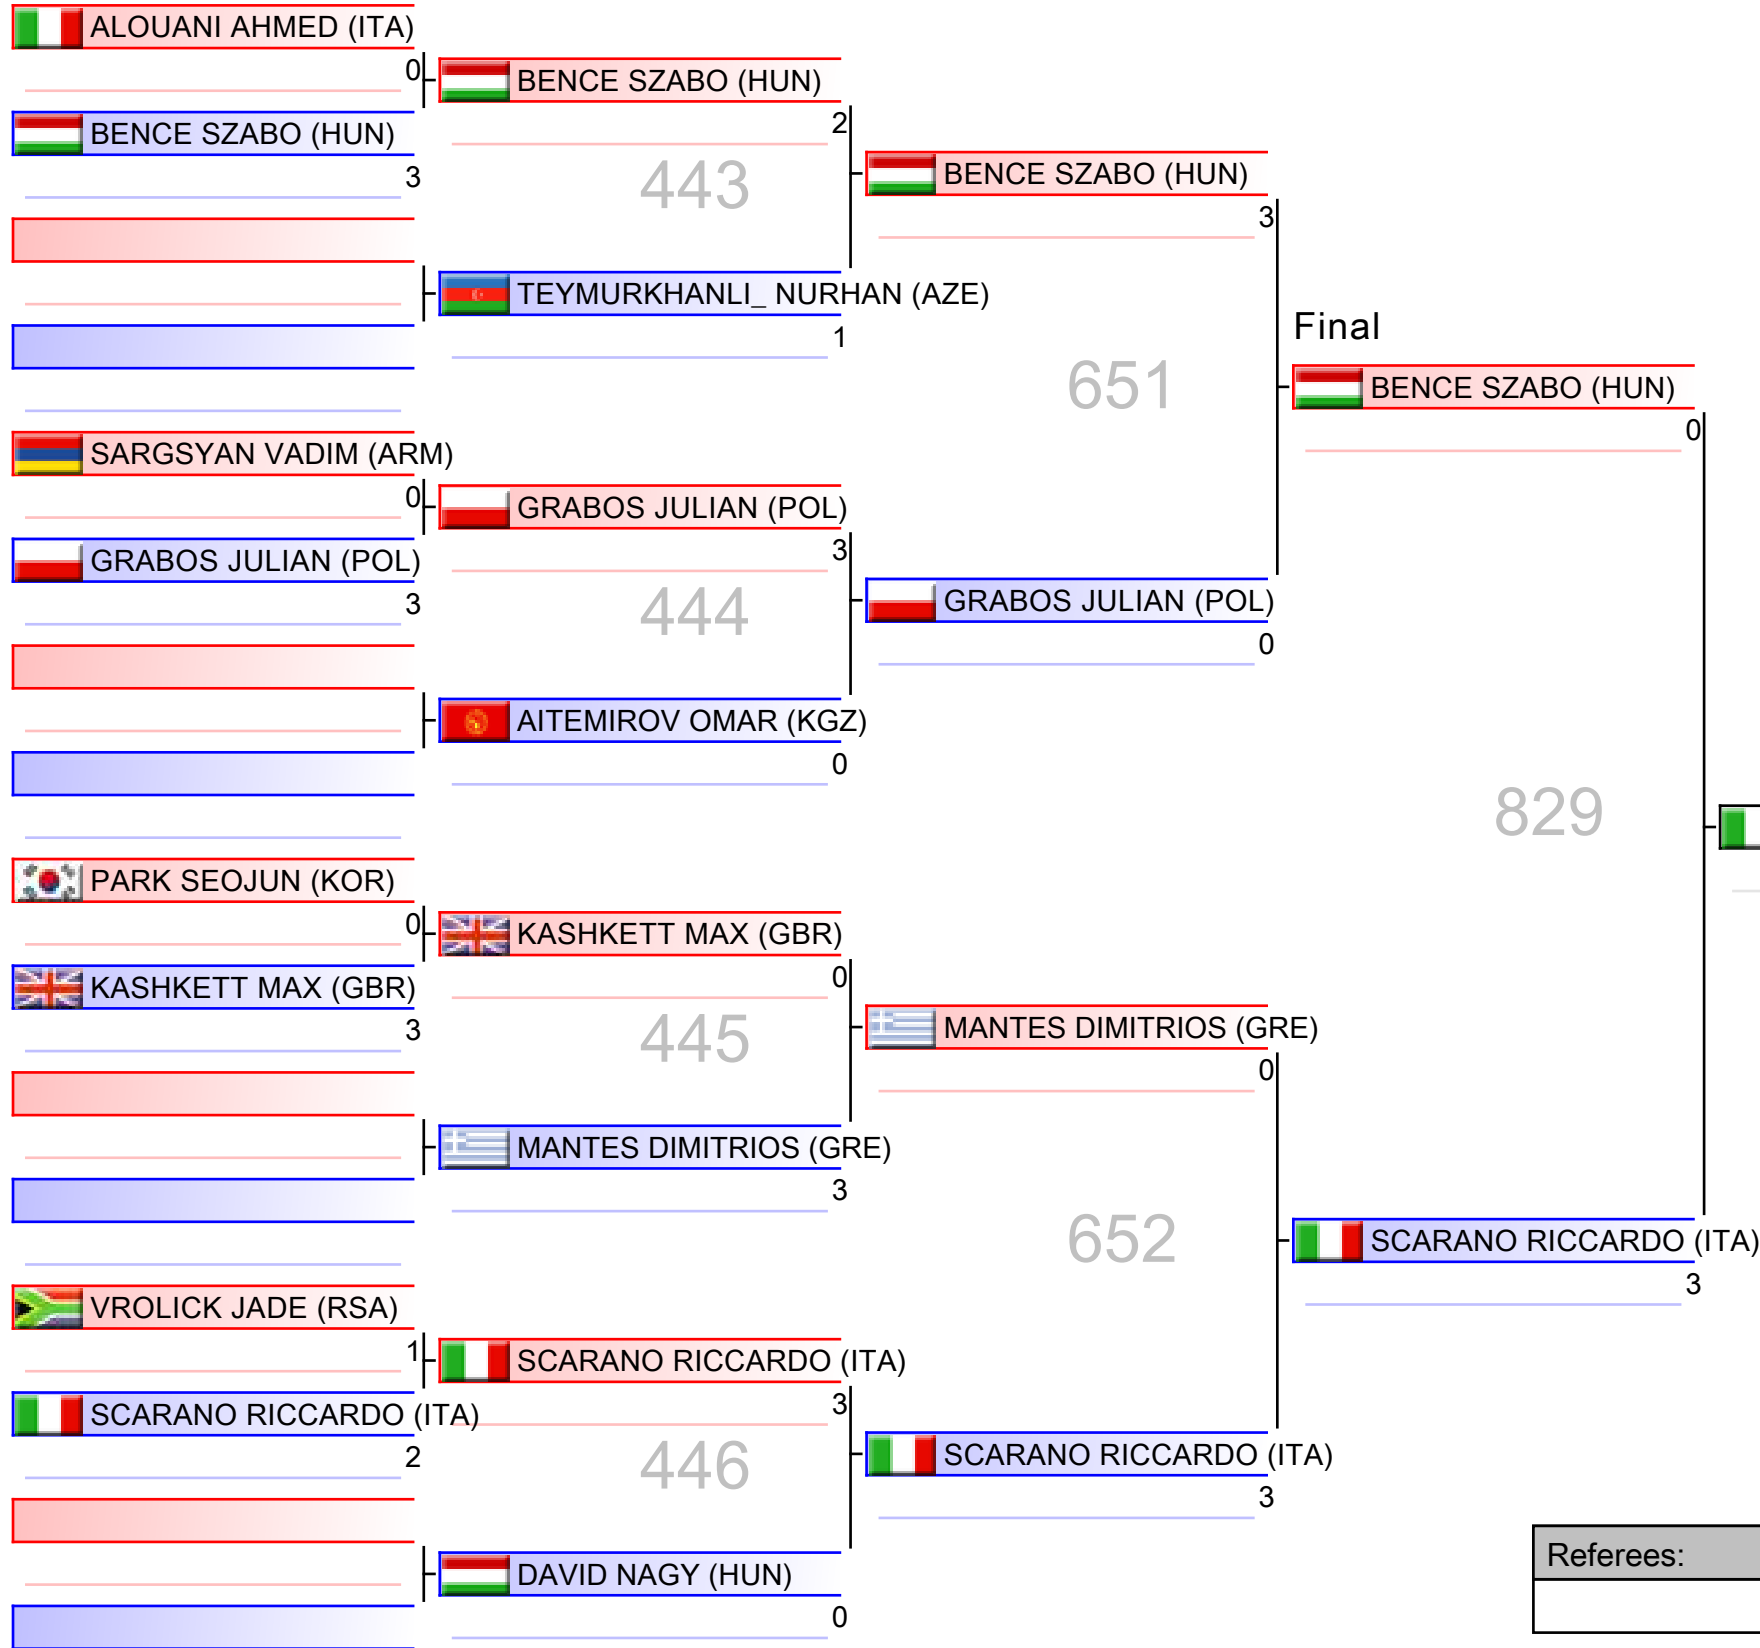 ALOUANI AHMED (ITA)
0
BENCE SZABO (HUN)
3
SARGSYAN VADIM (ARM)
0
GRABOS JULIAN (POL)
3
PARK SEOJUN (KOR)
0
KASHKETT MAX (GBR)
3
VROLICK JADE (RSA)
1
SCARANO RICCARDO (ITA)
2
BENCE SZABO (HUN)
2
443
TEYMURKHANLI_ NURHAN (AZE)
1
GRABOS JULIAN (POL)
3
444
AITEMIROV OMAR (KGZ)
0
KASHKETT MAX (GBR)
0
445
MANTES DIMITRIOS (GRE)
3
SCARANO RICCARDO (ITA)
3
446
DAVID NAGY (HUN)
0
BENCE SZABO (HUN)
3
651
GRABOS JULIAN (POL)
0
MANTES DIMITRIOS (GRE)
0
652
SCARANO RICCARDO (ITA)
3
Final
BENCE SZABO (HUN)
0
829
SCARANO RICCARDO (ITA)
3
Referees: